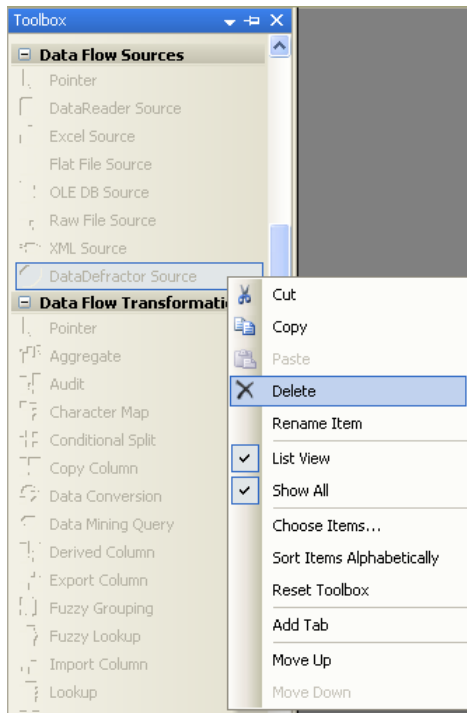 Toolbox
Data Flow Sources
Pointer
DataReader Source
Excel Source
Flat File Source
OLE DB Source
Raw File Source
XML Source
DataDefractor Source
Data Flow Transformati
Pointer
Aggregate
Audit
Character Map
Conditional Split
Copy Column
Data Conversion
Data Mining Query
Derived Column
Export Column
Fuzzy Grouping
Fuzzy Lookup
Import Column
Lookup
Cut
Copy
Paste
Delete
Rename Item
List View
Show All
Choose Items...
Sort Items Alphabetically
Reset Toolbox
Add Tab
Move Up
Move Down